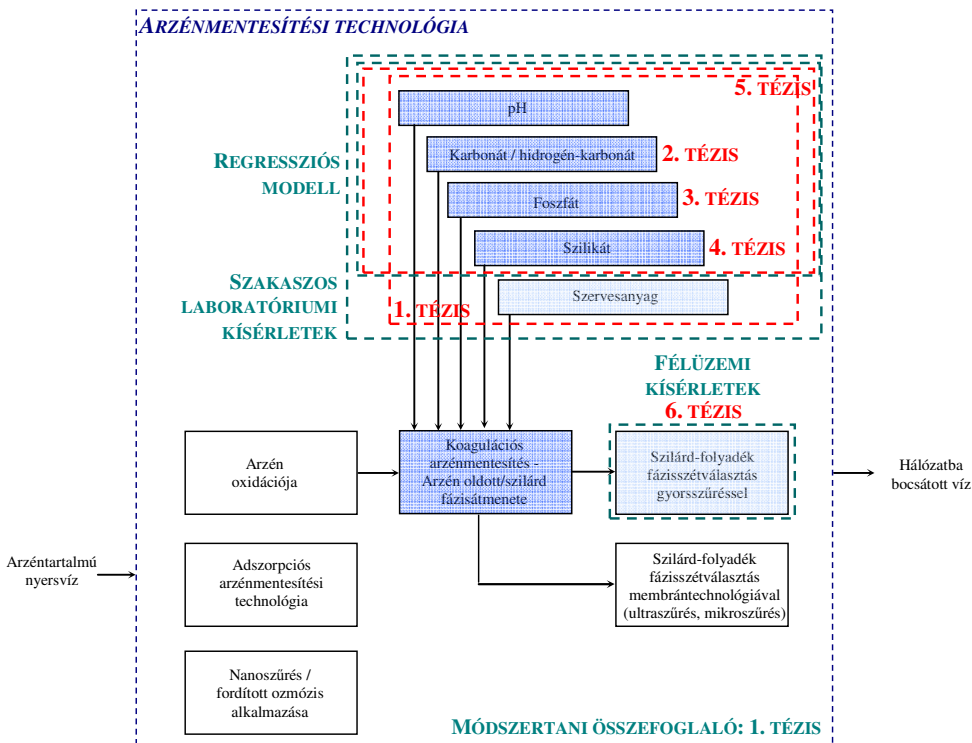 ARZÉNMENTESÍTÉSI TECHNOLÓGIA
5. TÉZIS
pH
REGRESSZIÓS
MODELL
Karbonát / hidrogén-karbonát
2. TÉZIS
Foszfát
3. TÉZIS
Szilikát
4. TÉZIS
SZAKASZOS
LABORATÓRIUMI
KÍSÉRLETEK
1. TÉZIS
Szervesanyag
FÉLÜZEMI
KÍSÉRLETEK
6. TÉZIS
Arzén
oxidációja
Koagulációs
arzénmentesítés -
Arzén oldott/szilárd
fázisátmenete
Szilárd-folyadék
fázisszétválasztás
gyorsszűréssel
Hálózatba
bocsátott víz
Arzéntartalmú
nyersvíz
Adszorpciós
arzénmentesítési
technológia
Szilárd-folyadék
fázisszétválasztás
membrántechnológiával
(ultraszűrés, mikroszűrés)
Nanoszűrés /
fordított ozmózis
alkalmazása
MÓDSZERTANI ÖSSZEFOGLALÓ: 1. TÉZIS